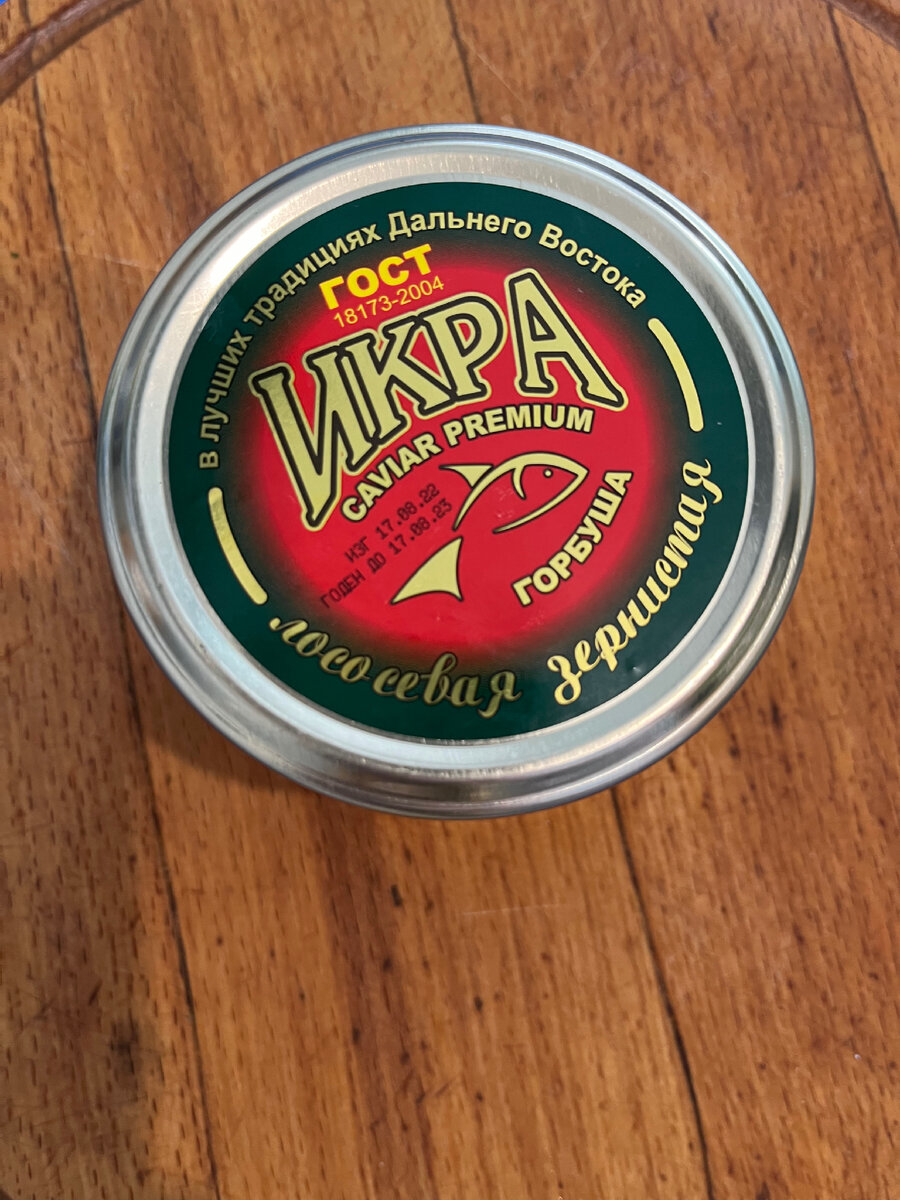 в лучших традициях Дальнего Востока
ГОСТ
18173-2004
ИКРА
CAVIAR PREMIUM
ИЗГ 17.08.22
ГОДЕН ДО 17.08.23
ГОРБУША
лососевая зернистая